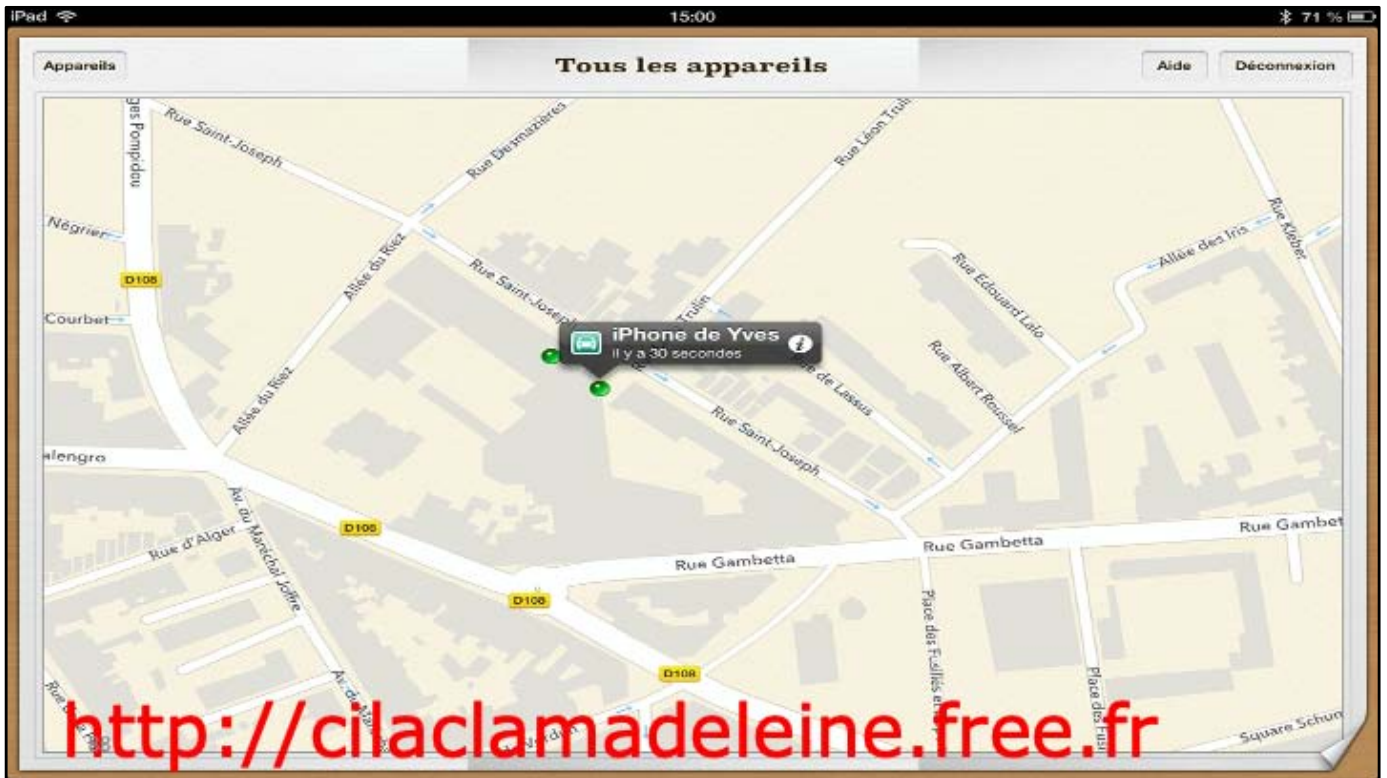 iPad
15:00
71 %
Appareils
Tous les appareils
Aide
Déconnexion
ges Pompidou
Rue Saint-Joseph
Rue Desmazières
Rue Léon Trulin
Négrier
Allée du Riez
Rue Saint-Joseph
Rue Edouard Lalo
Allée des Iris
Rue Kleber
D108
Courbet
Trulin
iPhone de Yves
il y a 30 secondes
Allée du Riez
Rue Albert Roussel
de Lassus
Rue Saint-Joseph
alengro
Av. du Maréchal Joffre
Rue d'Alger
D108
Rue Gambetta
Rue Gambetta
Rue Gambet
D108
Place des Fusillés et
Place des Fusi
D108
Square Schum
http://cilaclamadeleine.free.fr